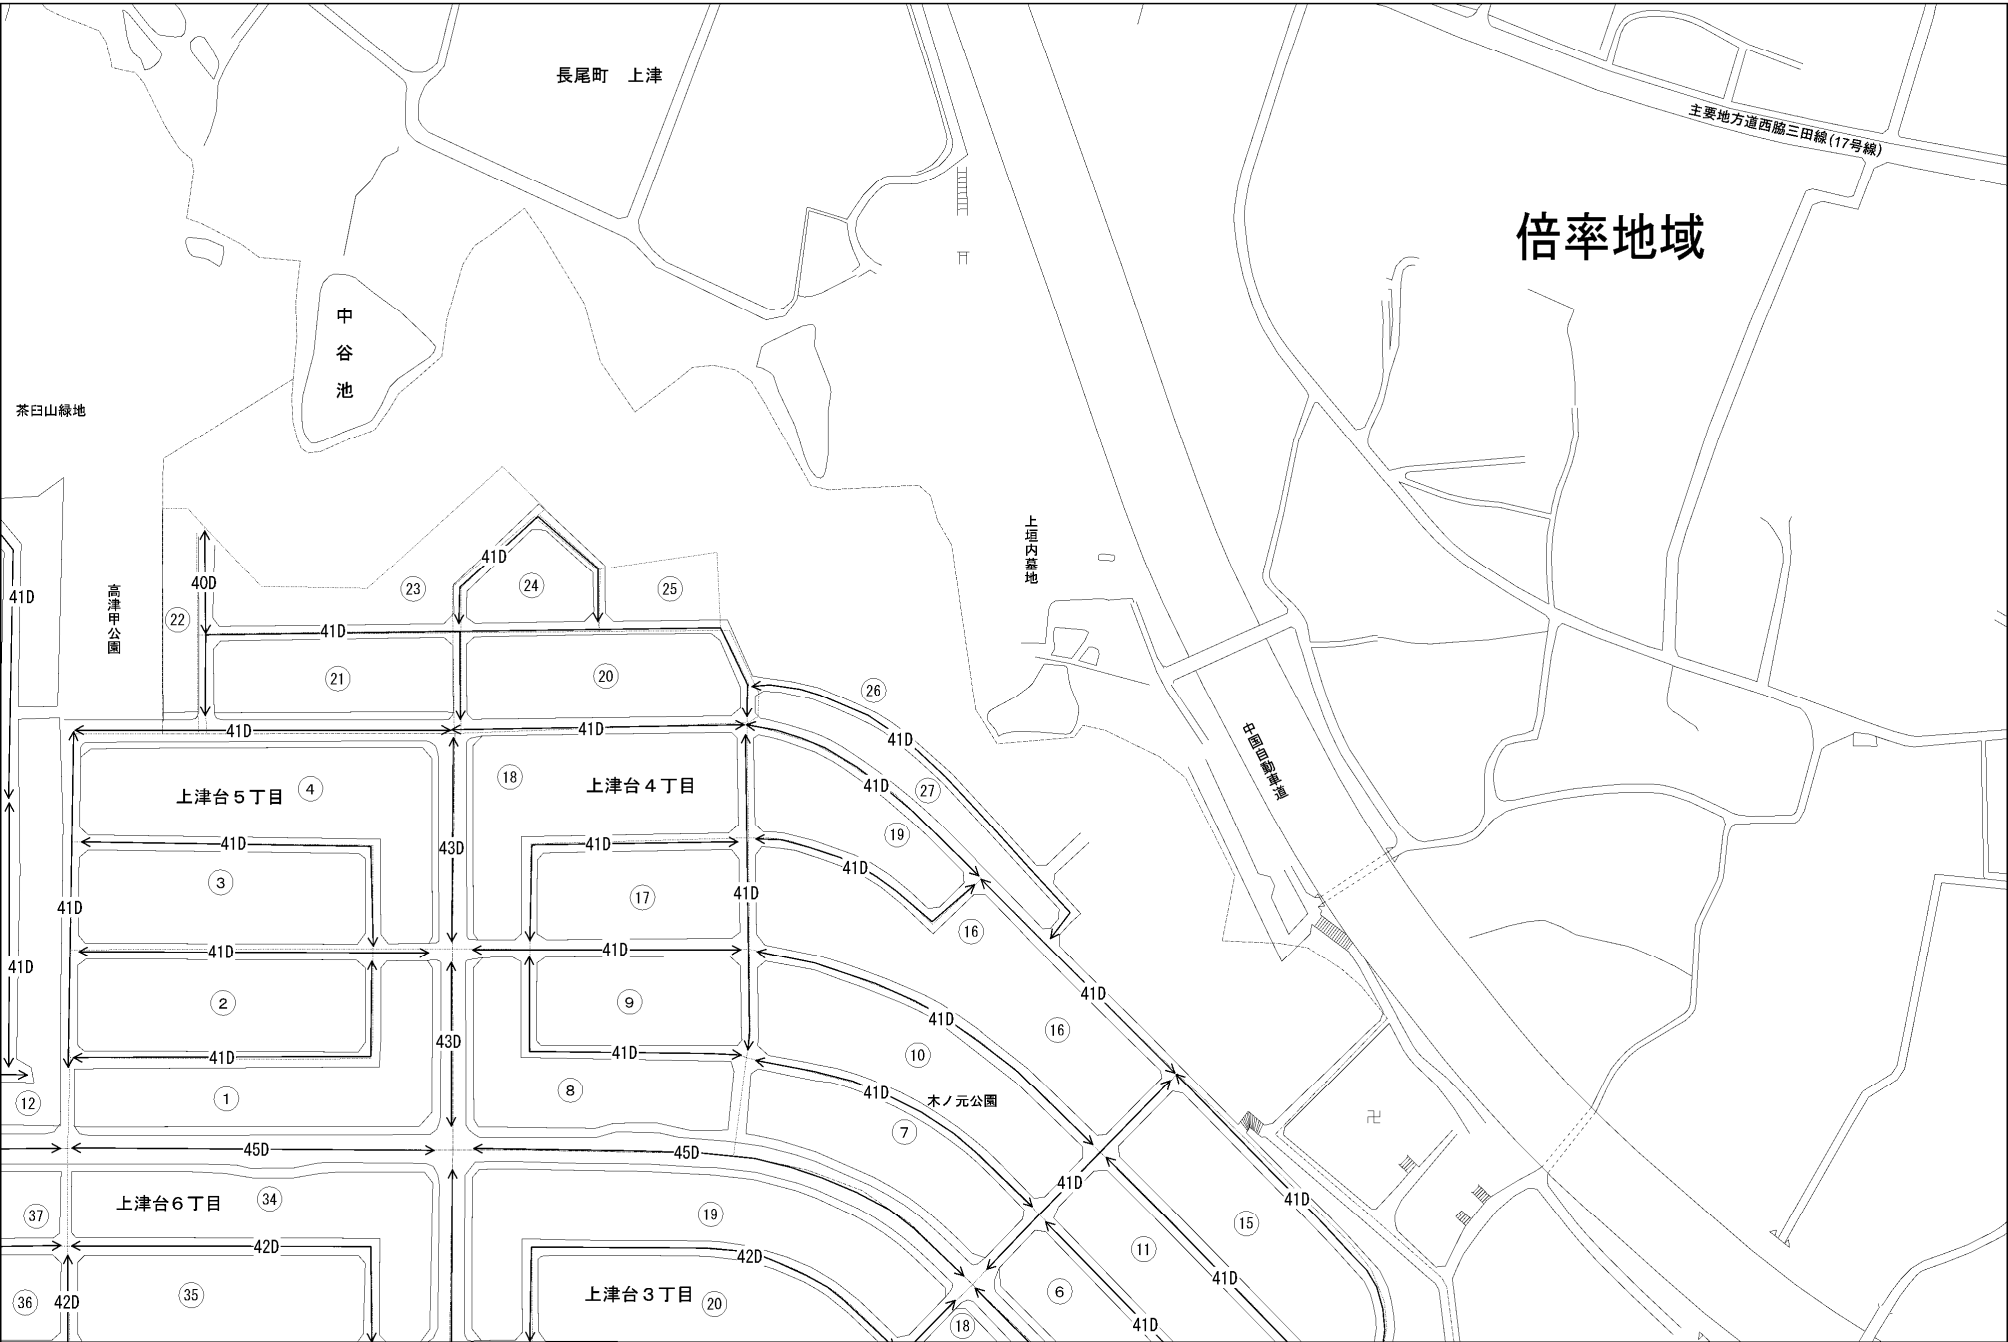 長尾町　上津
主要地方道西脇三田線(17号線)
倍率地域
中谷池
茶臼山緑地
上垣内墓地
高津甲公園
41D
40D
41D
22
23
24
25
41D
21
20
26
41D
41D
41D
中国自動車道
18
上津台4丁目
上津台5丁目
4
41D
27
19
41D
43D
41D
41D
3
17
41D
41D
16
41D
41D
41D
41D
2
9
41D
16
43D
41D
41D
10
12
1
8
41D
木ノ元公園
7
卍
45D
45D
41D
上津台6丁目
34
41D
37
19
15
42D
42D
11
41D
36
42D
35
上津台3丁目
20
6
18
41D